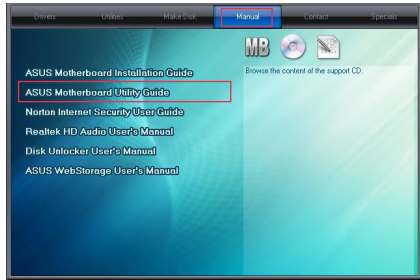 Drivers Utilities Make Disk Manual Contact Specials
MB
Browse the content of the support CD.
ASUS Motherboard Installation Guide
ASUS Motherboard Utility Guide
Norton Internet Security User Guide
Realtek HD Audio User's Manual
Disk Unlocker User's Manual
ASUS WebStorage User's Manual